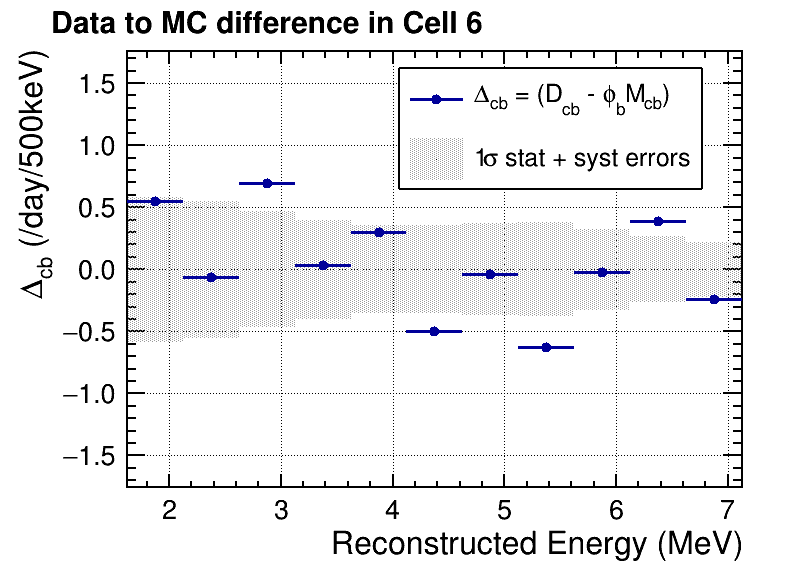 Data to MC difference in Cell 6
Δcb (/day/500keV)
1.5
1.0
0.5
0.0
−0.5
−1.0
−1.5
Δcb = (Dcb - ϕbMcb)
1σ stat + syst errors
2 3 4 5 6 7
Reconstructed Energy (MeV)